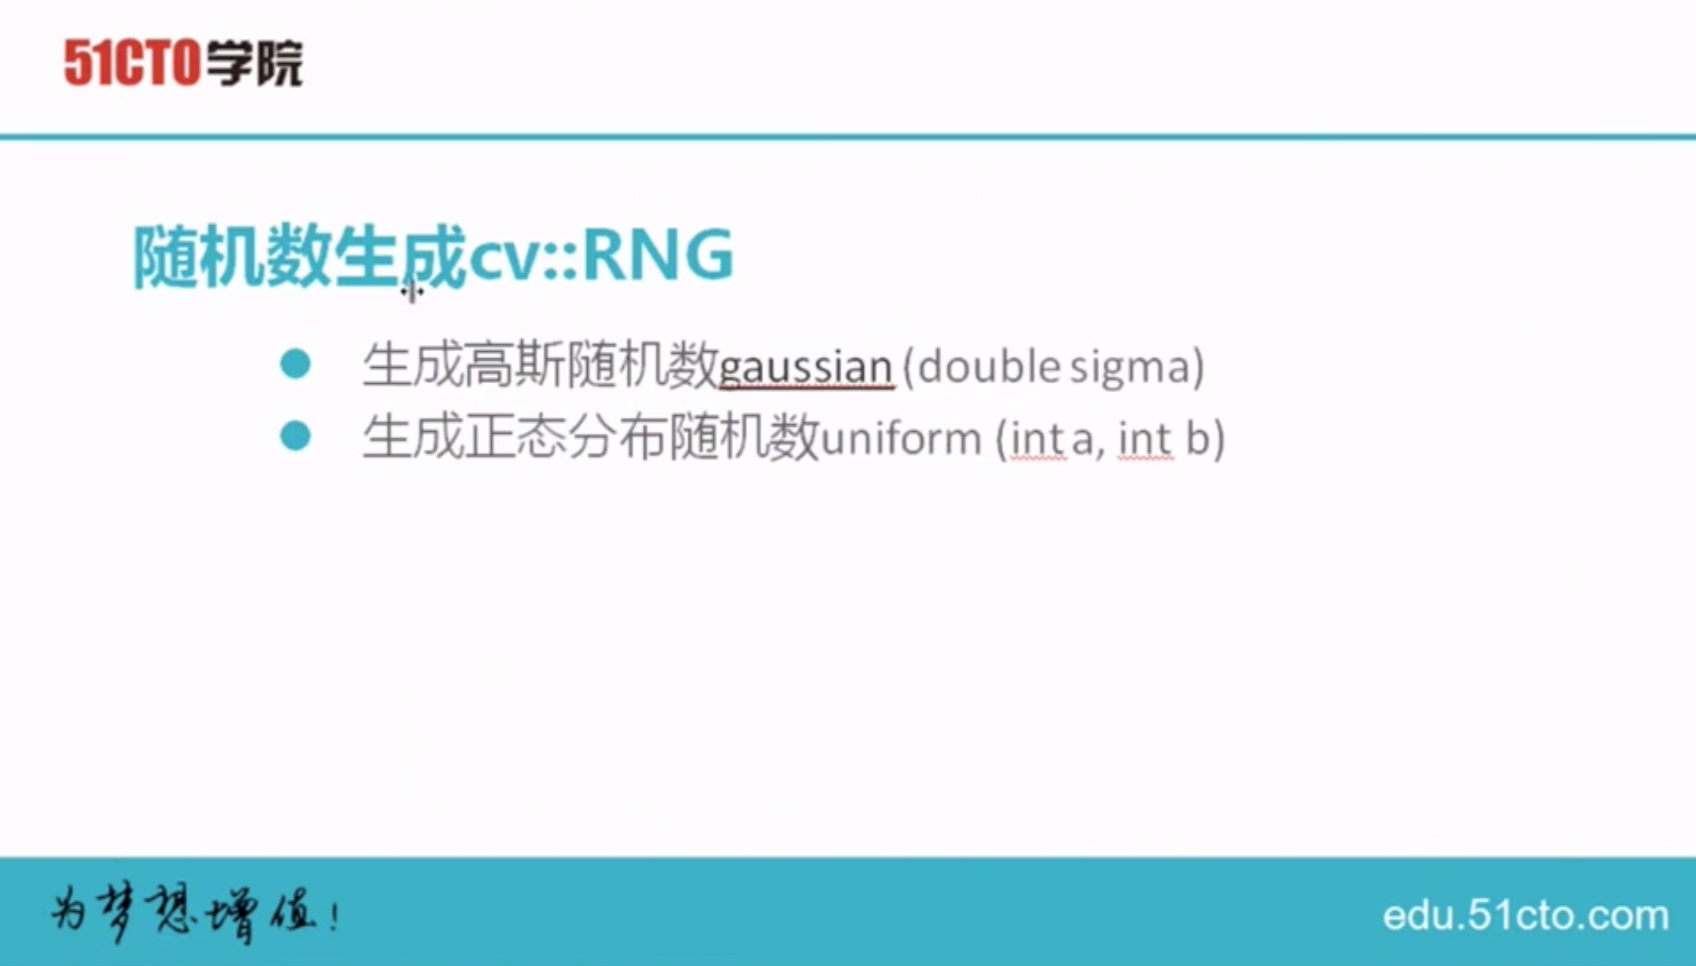 51CTO学院
随机数生成cv::RNG
生成高斯随机数gaussian (double sigma)
生成正态分布随机数uniform (int a, int b)
为梦想增值!
edu.51cto.com